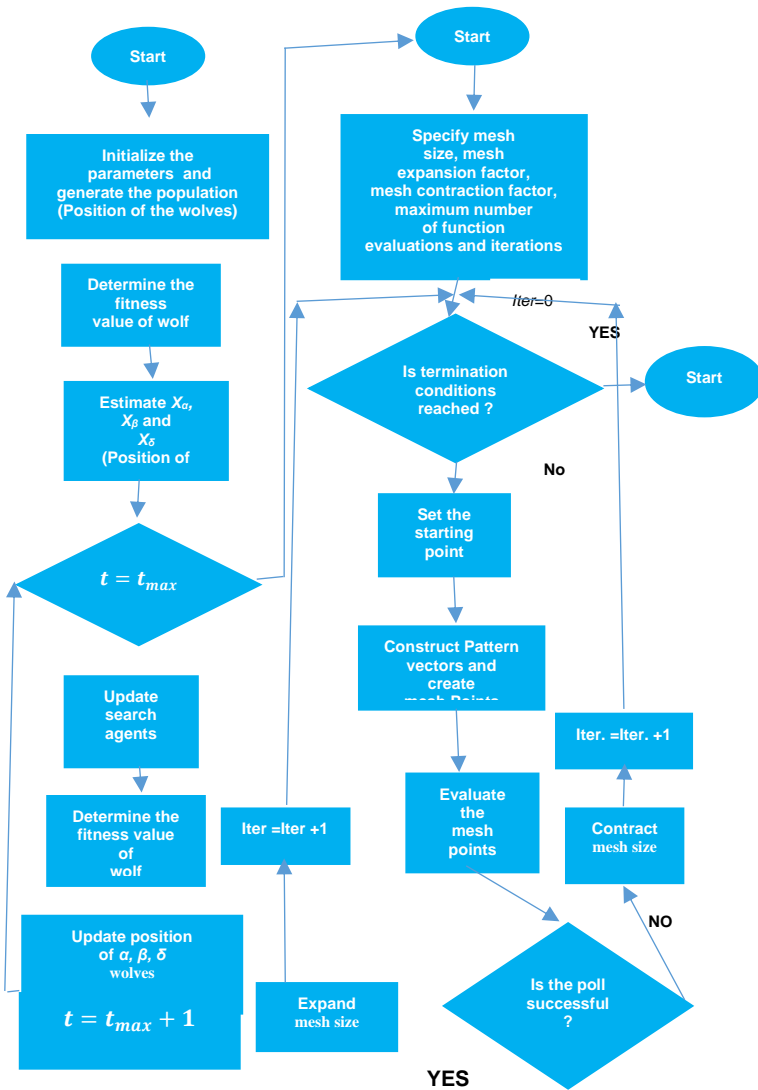 Start
Initialize the
parameters and
generate the population
(Position of the wolves)
Determine the
fitness
value of wolf
Estimate Xα,
Xβ and
Xδ
(Position of
t = tmax
Update
search
agents
Determine the
fitness value
of
wolf
Update position
of α, β, δ
wolves
t = tmax + 1
Start
Specify mesh
size, mesh
expansion factor,
mesh contraction factor,
maximum number
of function
evaluations and iterations
Iter=0
Is termination
conditions
reached ?
YES
Start
No
Set the
starting
point
Construct Pattern
vectors and
create
mesh Points
Evaluate
the
mesh
points
Is the poll
successful
?
NO
Contract
mesh size
Iter. =Iter. +1
YES
Expand
mesh size
Iter =Iter +1